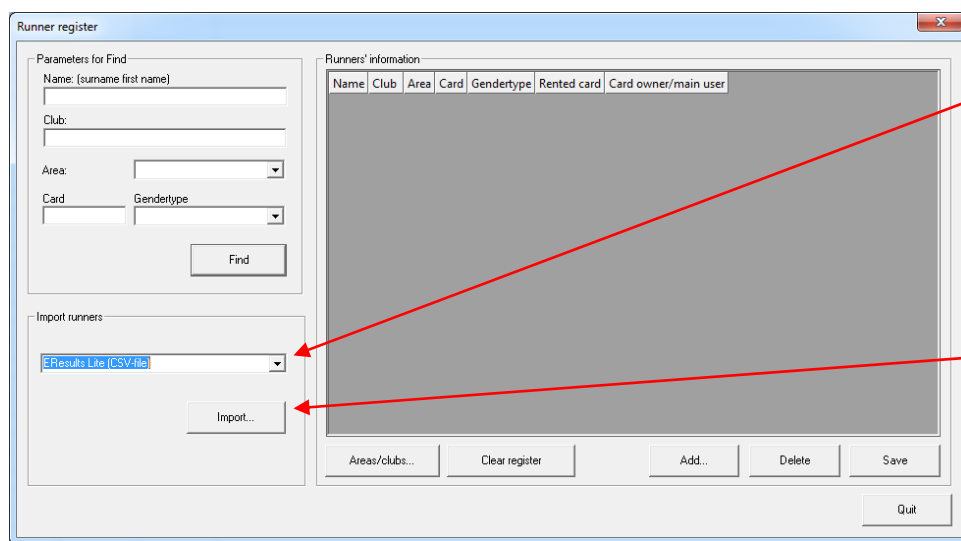 Runner register
Parameters for Find
Name: (surname first name)
Club:
Area:
Card Gendertype
Find
Import runners
EResults Lite (CSV-file)
Import...
Runners' information
Name Club Area Card Gendertype Rented card Card owner/main user
Areas/clubs... Clear register Add... Delete Save
Quit